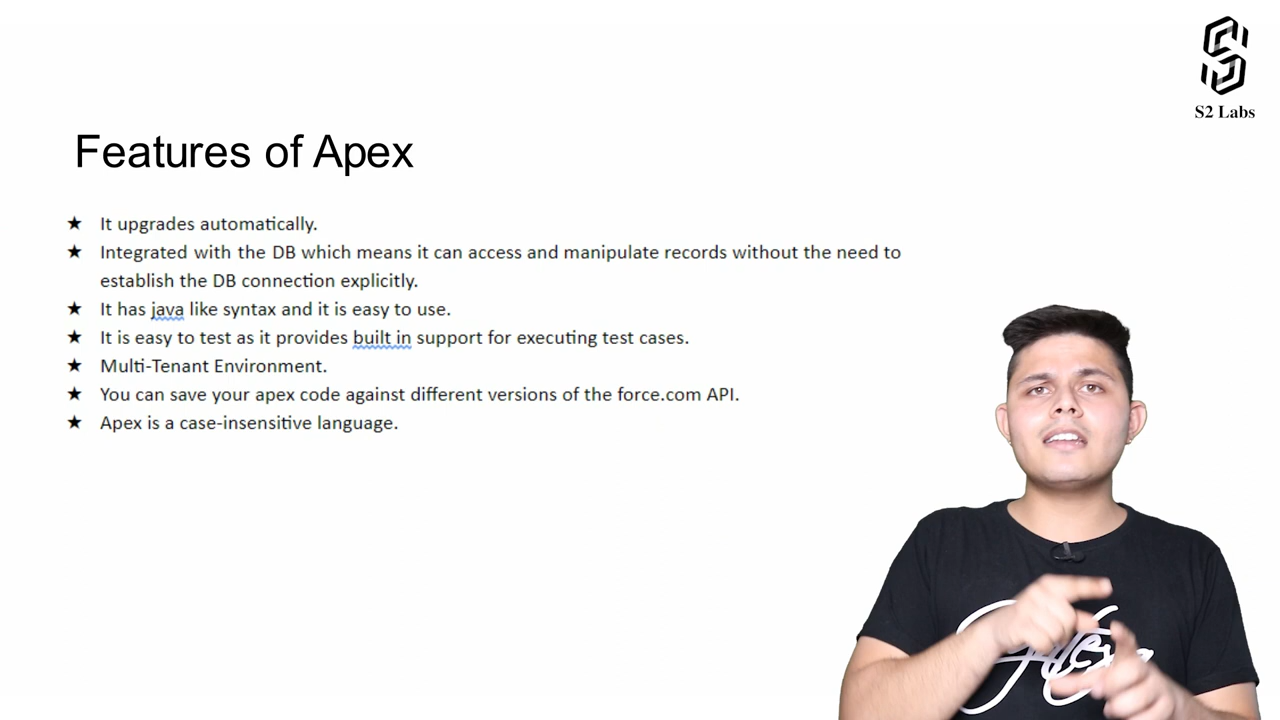 S2 Labs
Features of Apex
★ It upgrades automatically.
★ Integrated with the DB which means it can access and manipulate records without the need to
establish the DB connection explicitly.
★ It has java like syntax and it is easy to use.
★ It is easy to test as it provides built in support for executing test cases.
★ Multi-Tenant Environment.
★ You can save your apex code against different versions of the force.com API.
★ Apex is a case-insensitive language.